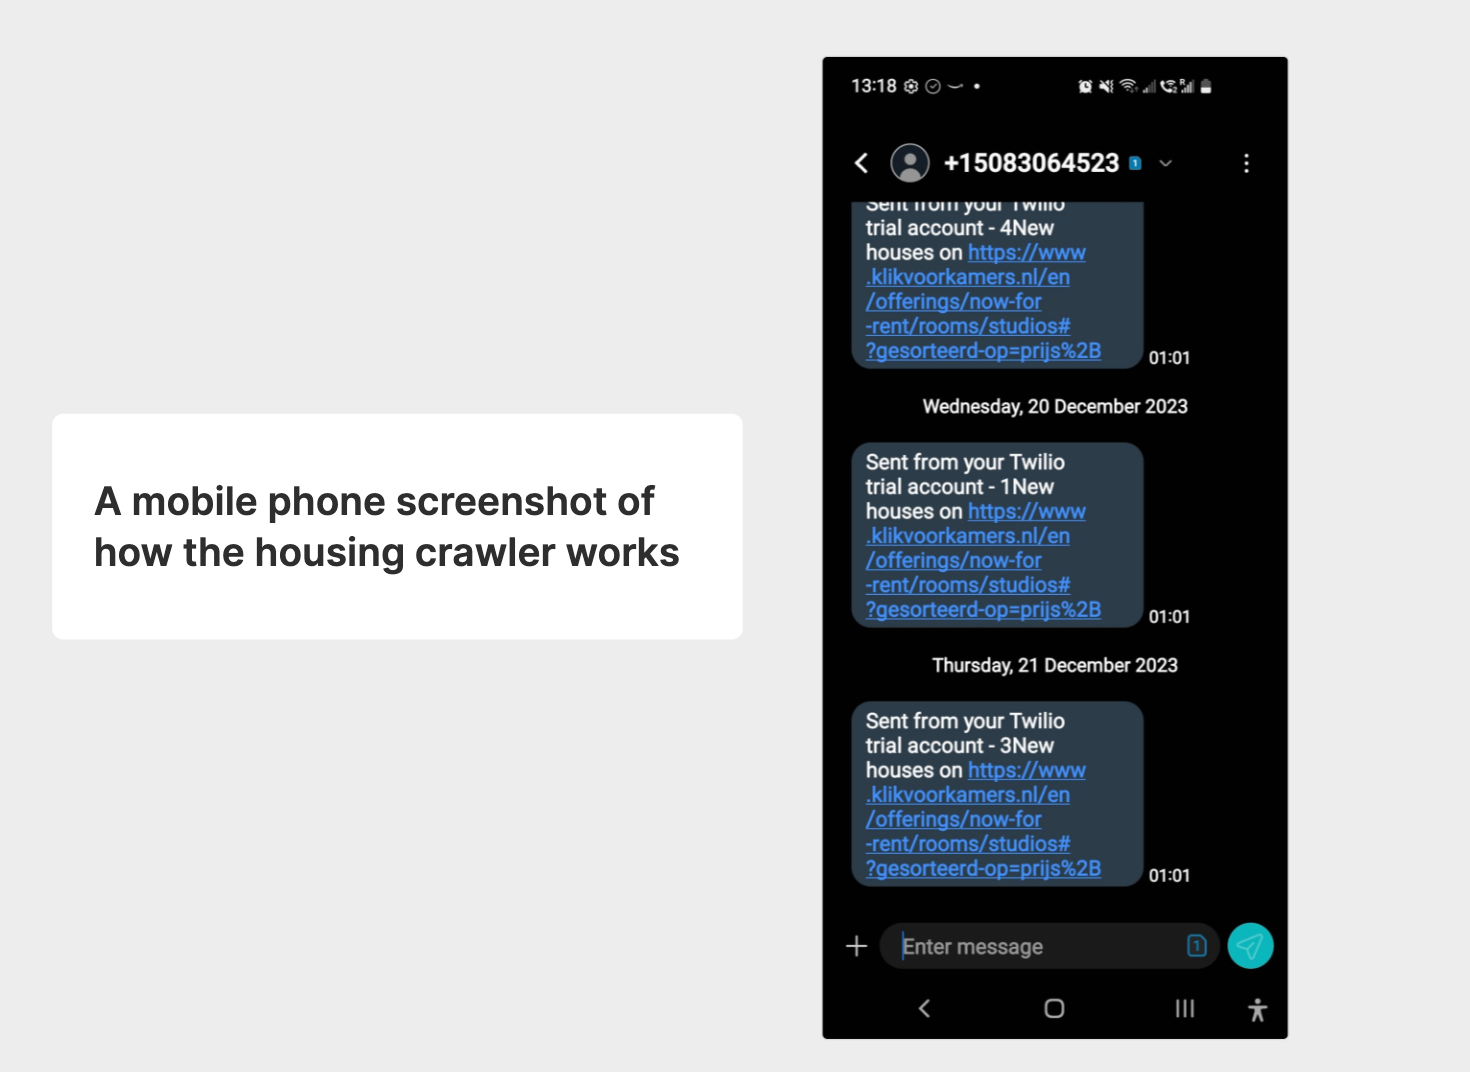 A mobile phone screenshot of
how the housing crawler works
13:18
+15083064523 1
Sent from your Twilio
trial account - 4New
houses on https://www
.klikvoorkamers.nl/en
/offerings/now-for
-rent/rooms/studios#
?gesorteerd-op=prijs%2B
01:01
Wednesday, 20 December 2023
Sent from your Twilio
trial account - 1New
houses on https://www
.klikvoorkamers.nl/en
/offerings/now-for
-rent/rooms/studios#
?gesorteerd-op=prijs%2B
01:01
Thursday, 21 December 2023
Sent from your Twilio
trial account - 3New
houses on https://www
.klikvoorkamers.nl/en
/offerings/now-for
-rent/rooms/studios#
?gesorteerd-op=prijs%2B
01:01
Enter message 1